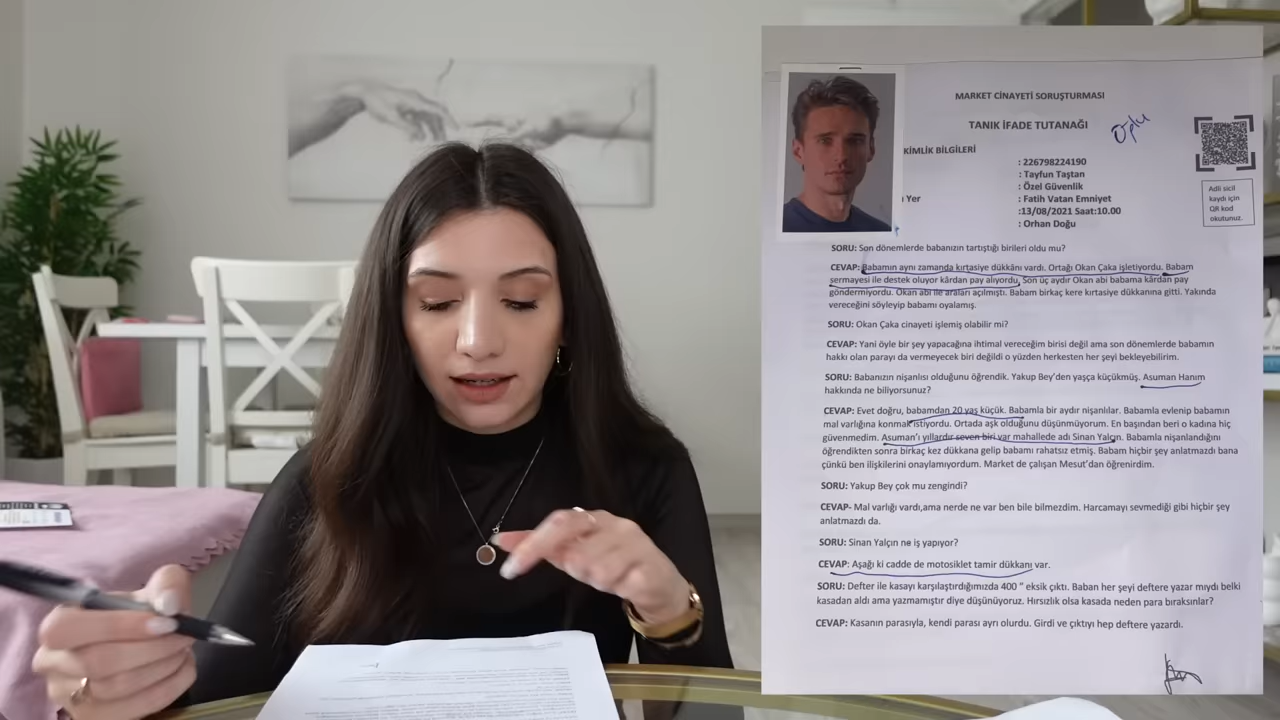 MARKET CİNAYETİ SORUŞTURMASI
TANIK İFADE TUTANAĞI
Oğlu
KİMLİK BİLGİLERİ
: 226798224190
: Tayfun Taştan
: Özel Güvenlik
Yer : Fatih Vatan Emniyet
:13/08/2021 Saat:10.00
: Orhan Doğu
Adli sicil
kaydı için
QR kod
okutunuz.
SORU: Son dönemlerde babanızın tartıştığı birileri oldu mu?
CEVAP: Babamın aynı zamanda kırtasiye dükkânı vardı. Ortağı Okan Çaka işletiyordu. Babam
sermayesi ile destek oluyor kârdan pay alıyordu. Son üç aydır Okan abi babama kârdan pay
göndermiyordu. Okan abi ile araları açılmıştı. Babam birkaç kere kırtasiye dükkanına gitti. Yakında
vereceğini söyleyip babamı oyalamış.
SORU: Okan Çaka cinayeti işlemiş olabilir mi?
CEVAP: Yani öyle bir şey yapacağına ihtimal vereceğim birisi değil ama son dönemlerde babamın
hakkı olan parayı da vermeyecek biri değildi o yüzden herkesten her şeyi bekleyebilirim.
SORU: Babanızın nişanlısı olduğunu öğrendik. Yakup Bey'den yaşça küçükmüş. Asuman Hanım
hakkında ne biliyorsunuz?
CEVAP: Evet doğru, babamdan 20 yaş küçük. Babamla bir aydır nişanlılar. Babamla evlenip babamın
mal varlığına konmak istiyordu. Ortada aşk olduğunu düşünmüyorum. En başından beri o kadına hiç
güvenmedim. Asuman'ı yıllardır seven biri var mahallede adı Sinan Yalçın. Babamla nişanlandığını
öğrendikten sonra birkaç kez dükkana gelip babamı rahatsız etmiş. Babam hiçbir şey anlatmazdı bana
çünkü ben ilişkilerini onaylamıyordum. Market de çalışan Mesut'dan öğrenirdim.
SORU: Yakup Bey çok mu zengindi?
CEVAP- Mal varlığı vardı,ama nerde ne var ben bile bilmezdim. Harcamayı sevmediği gibi hiçbir şey
anlatmazdı da.
SORU: Sinan Yalçın ne iş yapıyor?
CEVAP: Aşağı ki cadde de motosiklet tamir dükkanı var.
SORU: Defter ile kasayı karşılaştırdığımızda 400 " eksik çıktı. Baban her şeyi deftere yazar mıydı belki
kasadan aldı ama yazmamıştır diye düşünüyoruz. Hırsızlık olsa kasada neden para bıraksınlar?
CEVAP: Kasanın parasıyla, kendi parası ayrı olurdu. Girdi ve çıktıyı hep deftere yazardı.